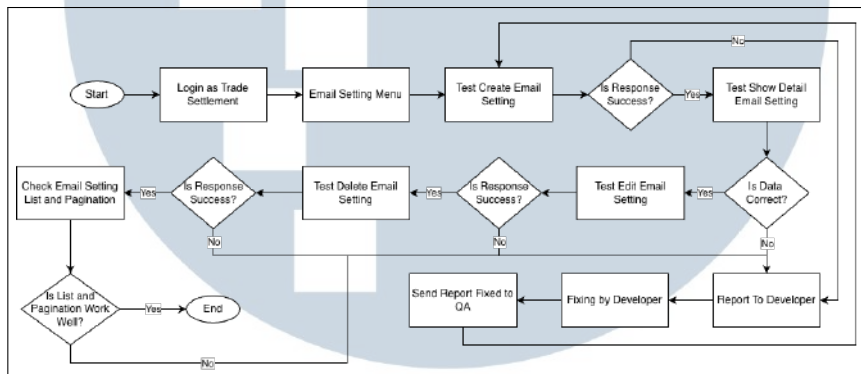 No
Start
Login as Trade
Settlement
Email Setting Menu
Test Create Email
Setting
Is Response
Success?
Yes
Test Show Detail
Email Setting
Check Email Setting
List and Pagination
Yes
Is Response
Success?
Test Delete Email
Setting
Yes
Is Response
Success?
Test Edit Email
Setting
Yes
Is Data
Correct?
No
No
No
Is List and
Pagination Work
Well?
Yes
End
Send Report Fixed to
QA
Fixing by Developer
Report To Developer
No